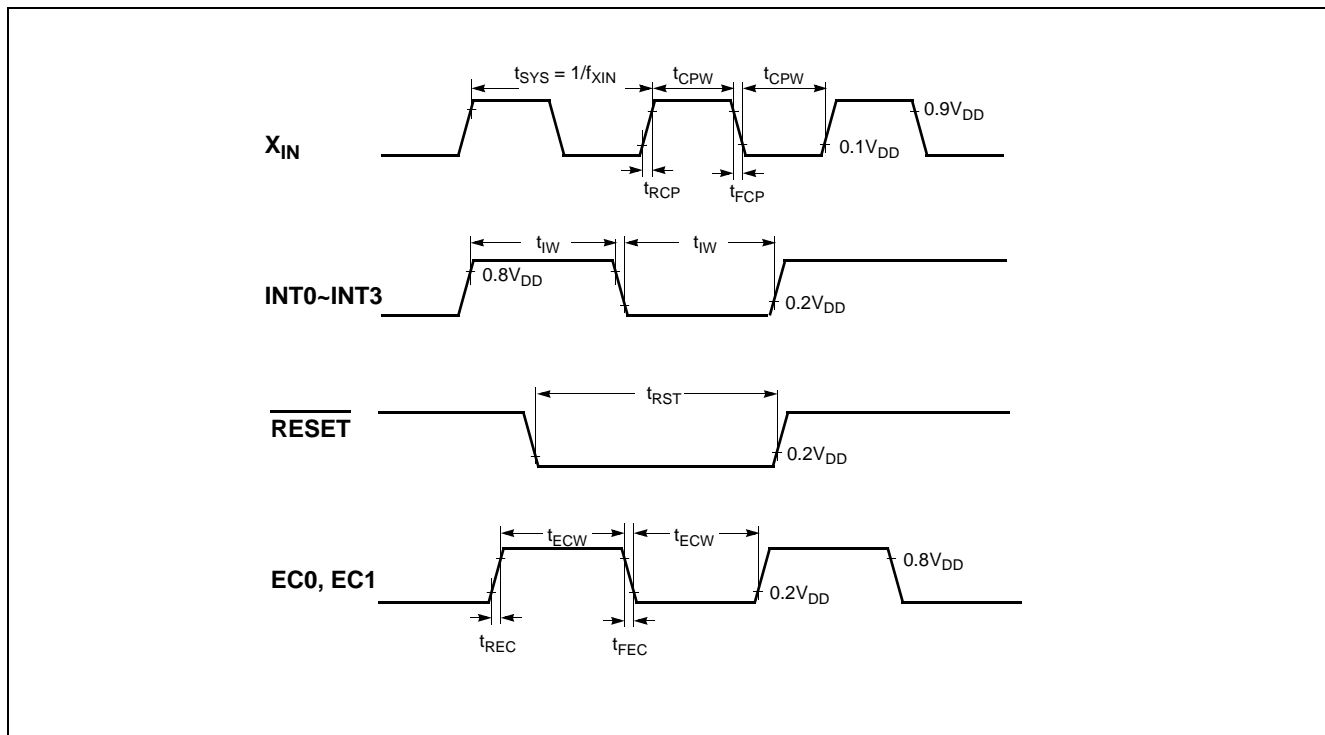 tSYS = 1/fXIN tCPW tCPW
0.9VDD
XIN
0.1VDD
tRCP tFCP
tIW tIW
0.8VDD
INT0~INT3
0.2VDD
tRST
RESET
0.2VDD
tECW tECW
0.8VDD
EC0, EC1
0.2VDD
tREC tFEC